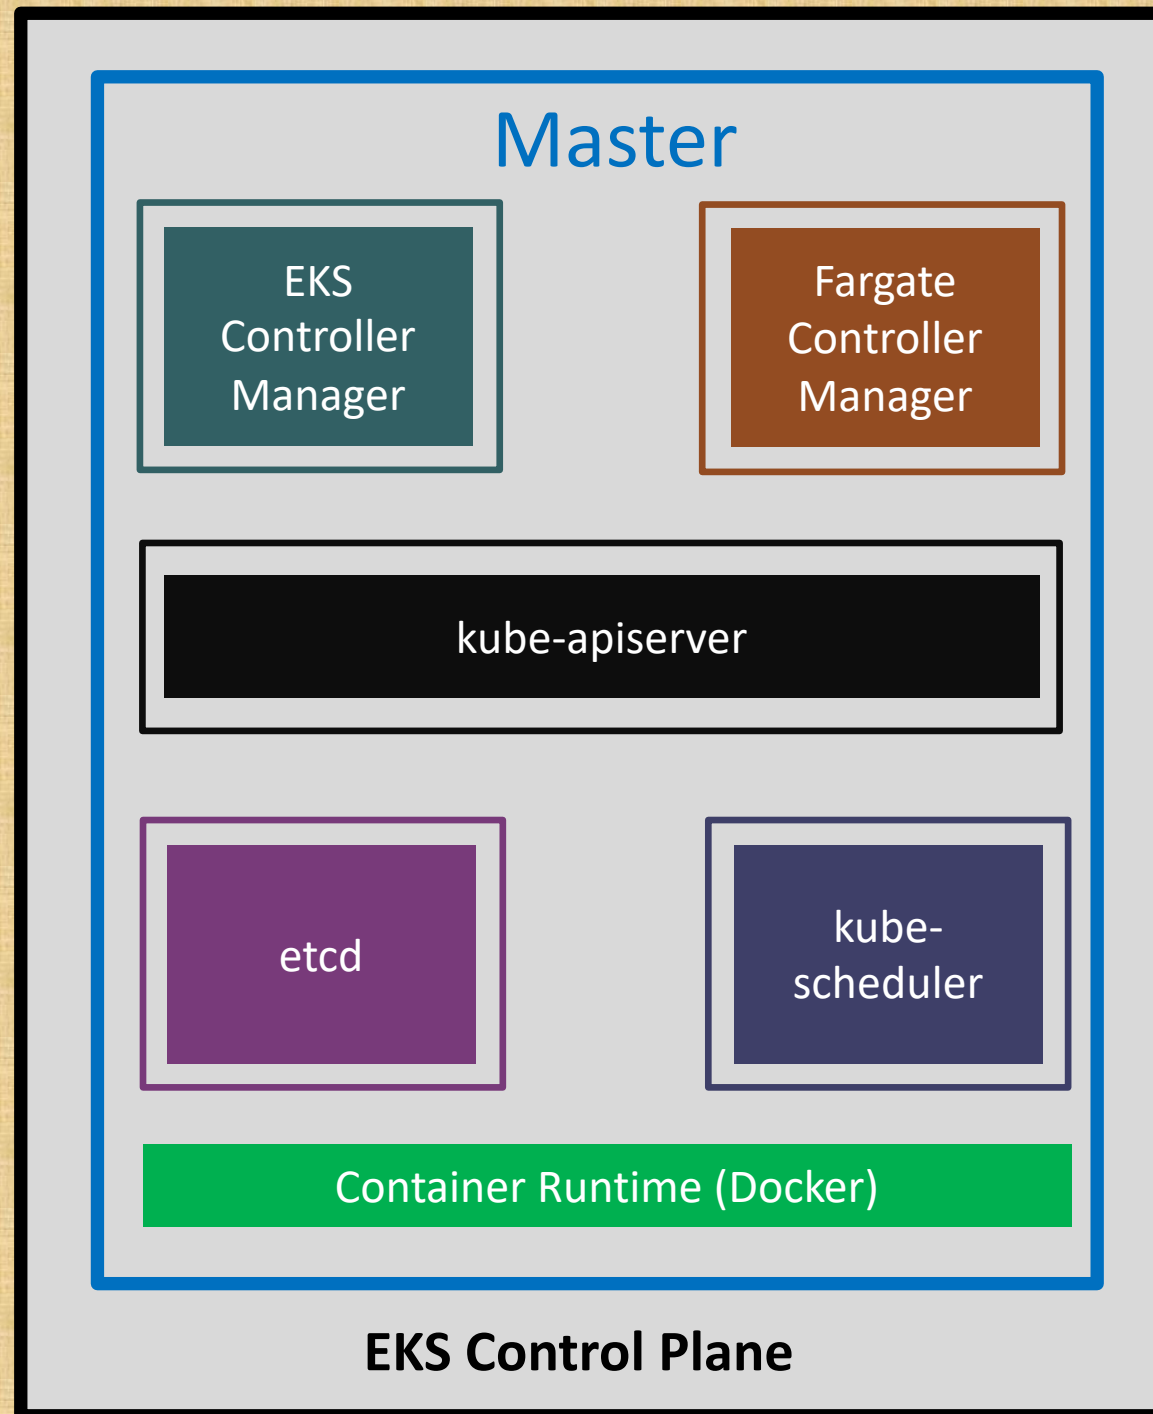 Master
EKS
Controller
Manager
Fargate
Controller
Manager
kube-apiserver
etcd
kube-
scheduler
Container Runtime (Docker)
EKS Control Plane